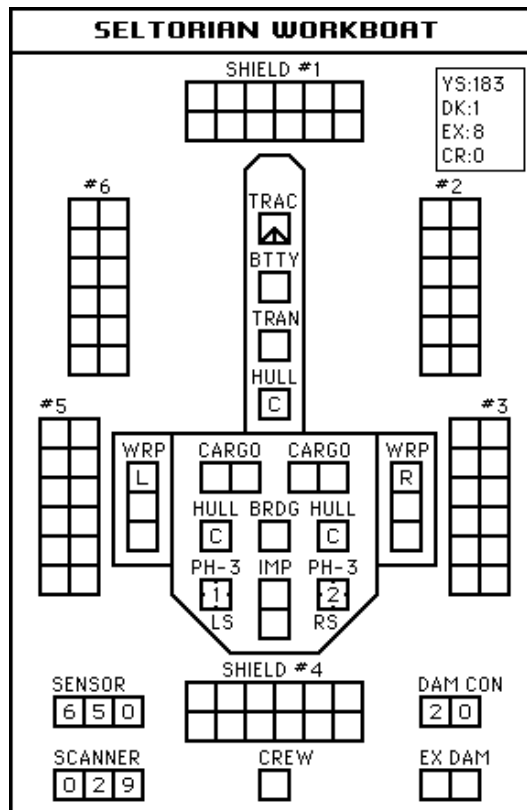 SELTORIAN WORKBOAT
SHIELD #1
YS:183
DK:1
EX:8
CR:0
#6
#2
TRAC
BTTY
TRAN
HULL
C
#5
#3
WRP
CARGO
CARGO
WRP
L
R
HULL
BRDG
HULL
C
C
PH-3
IMP
PH-3
1
2
LS
RS
SHIELD #4
SENSOR
DAM CON
6 5 0
2 0
SCANNER
CREW
EX DAM
0 2 9